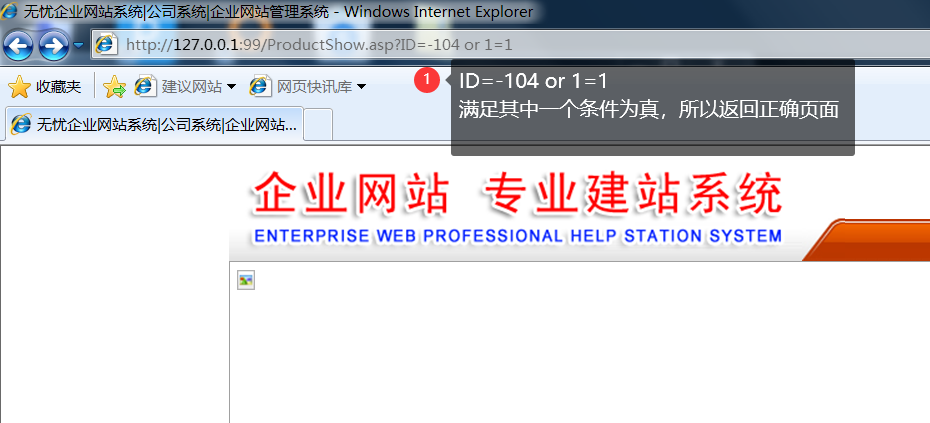 无忧企业网站系统|公司系统|企业网站管理系统 - Windows Internet Explorer
http://127.0.0.1:99/ProductShow.asp?ID=-104 or 1=1
收藏夹 建议网站 网页快讯库
1 ID=-104 or 1=1
满足其中一个条件为真，所以返回正确页面
无忧企业网站系统|公司系统|企业网站...
企业网站 专业建站系统
ENTERPRISE WEB PROFESSIONAL HELP STATION SYSTEM